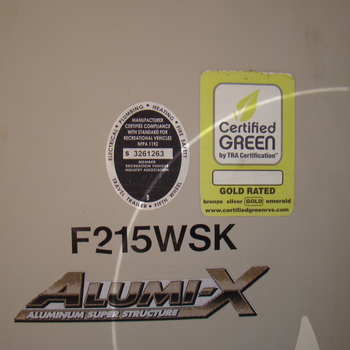 ELECTRICAL • PLUMBING • HEATING • FIRE SAFETY
MANUFACTURER
CERTIFIES COMPLIANCE
WITH STANDARD FOR
RECREATIONAL VEHICLES
NFPA 1192
S 3261263
MEMBER
RECREATION VEHICLE
INDUSTRY ASSOCIATION
2
TRAVEL TRAILER • FIFTH WHEEL
Certified
GREEN
by TRA Certification™
GOLD RATED
bronze silver GOLD emerald
www.certifiedgreenrvs.com
F215WSK
ALUMI-X
ALUMINUM SUPER STRUCTURE